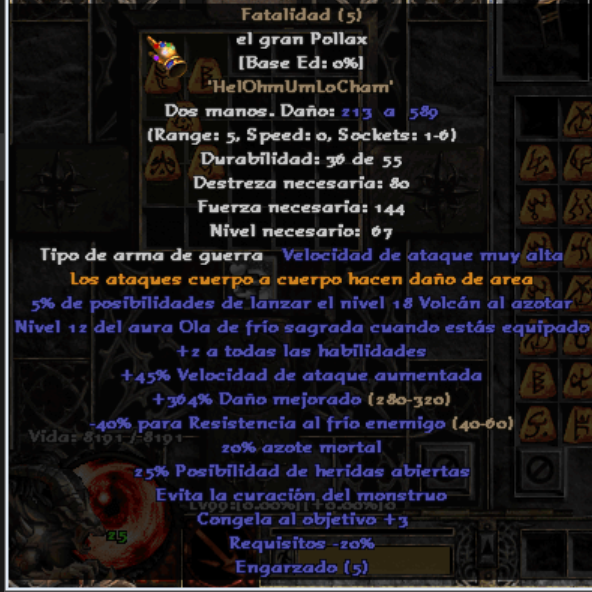 Fatalidad (5)
el gran Pollax
[Base Ed: 0%]
'HelOhmUmLoCham'
Dos manos. Daño: 213 a 589
(Range: 5, Speed: 0, Sockets: 1-6)
Durabilidad: 36 de 55
Destreza necesaria: 80
Fuerza necesaria: 144
Nivel necesario: 67
Tipo de arma de guerra Velocidad de ataque muy alta
Los ataques cuerpo a cuerpo hacen daño de area
5% de posibilidades de lanzar el nivel 18 Volcán al azotar
Nivel 12 del aura Ola de frío sagrada cuando estás equipado
+2 a todas las habilidades
+45% Velocidad de ataque aumentada
+364% Daño mejorado (280-320)
-40% para Resistencia al frío enemigo (40-60)
Vida: 8191 / 8191
20% azote mortal
25% Posibilidad de heridas abiertas
Evita la curación del monstruo
Congela al objetivo +3
25
Requisitos -20%
Engarzado (5)